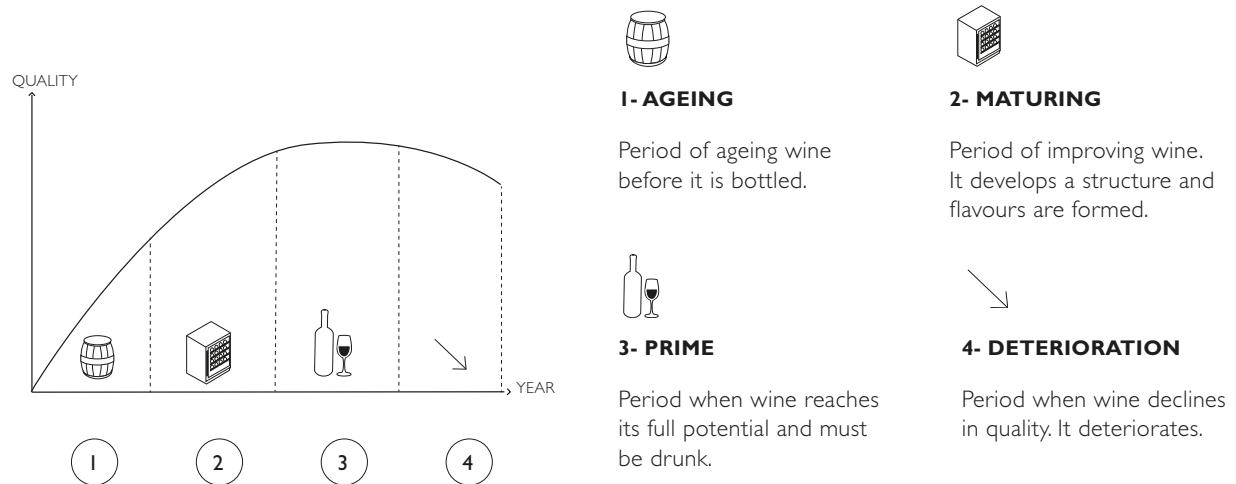 QUALITY
YEAR
1
2
3
4
1- AGEING
Period of ageing wine
before it is bottled.
2- MATURING
Period of improving wine.
It develops a structure and
flavours are formed.
3- PRIME
Period when wine reaches
its full potential and must
be drunk.
4- DETERIORATION
Period when wine declines
in quality. It deteriorates.